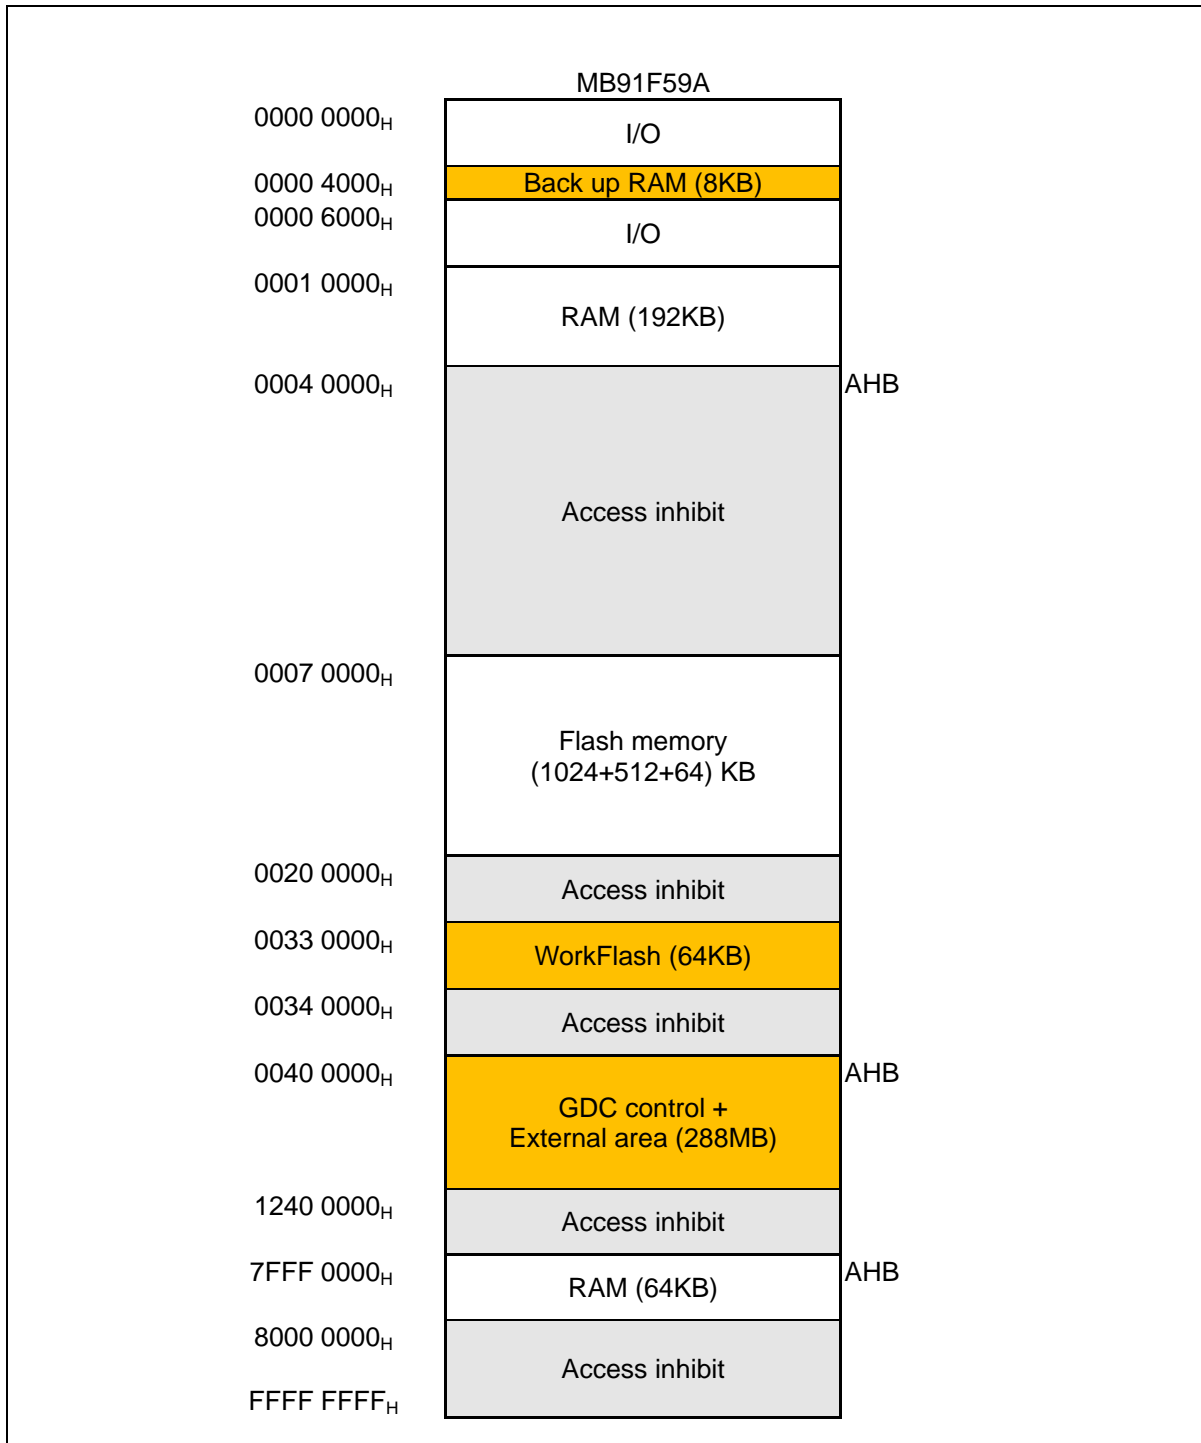 MB91F59A
0000 0000H
I/O
0000 4000H
Back up RAM (8KB)
0000 6000H
I/O
0001 0000H
RAM (192KB)
0004 0000H
AHB
Access inhibit
0007 0000H
Flash memory
(1024+512+64) KB
0020 0000H
Access inhibit
0033 0000H
WorkFlash (64KB)
0034 0000H
Access inhibit
0040 0000H
AHB
GDC control +
External area (288MB)
1240 0000H
Access inhibit
7FFF 0000H
AHB
RAM (64KB)
8000 0000H
Access inhibit
FFFF FFFFH